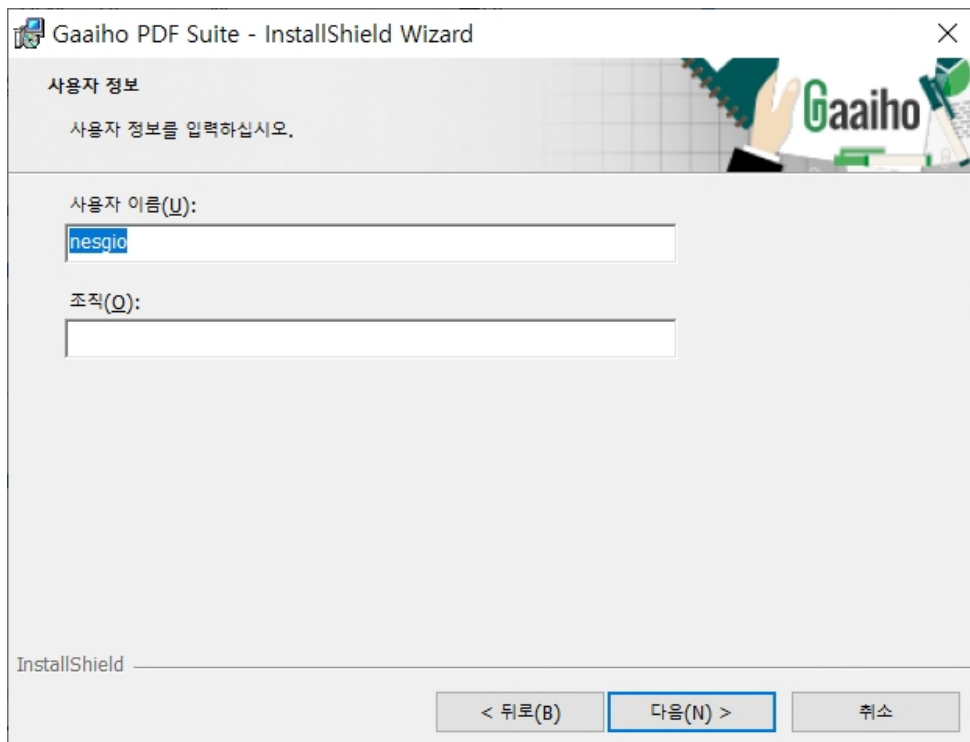 Gaaiho PDF Suite - InstallShield Wizard
사용자 정보
사용자 정보를 입력하십시오.
Gaaiho
사용자 이름(U):
nesgio
조직(O):
InstallShield
< 뒤로(B)
다음(N) >
취소